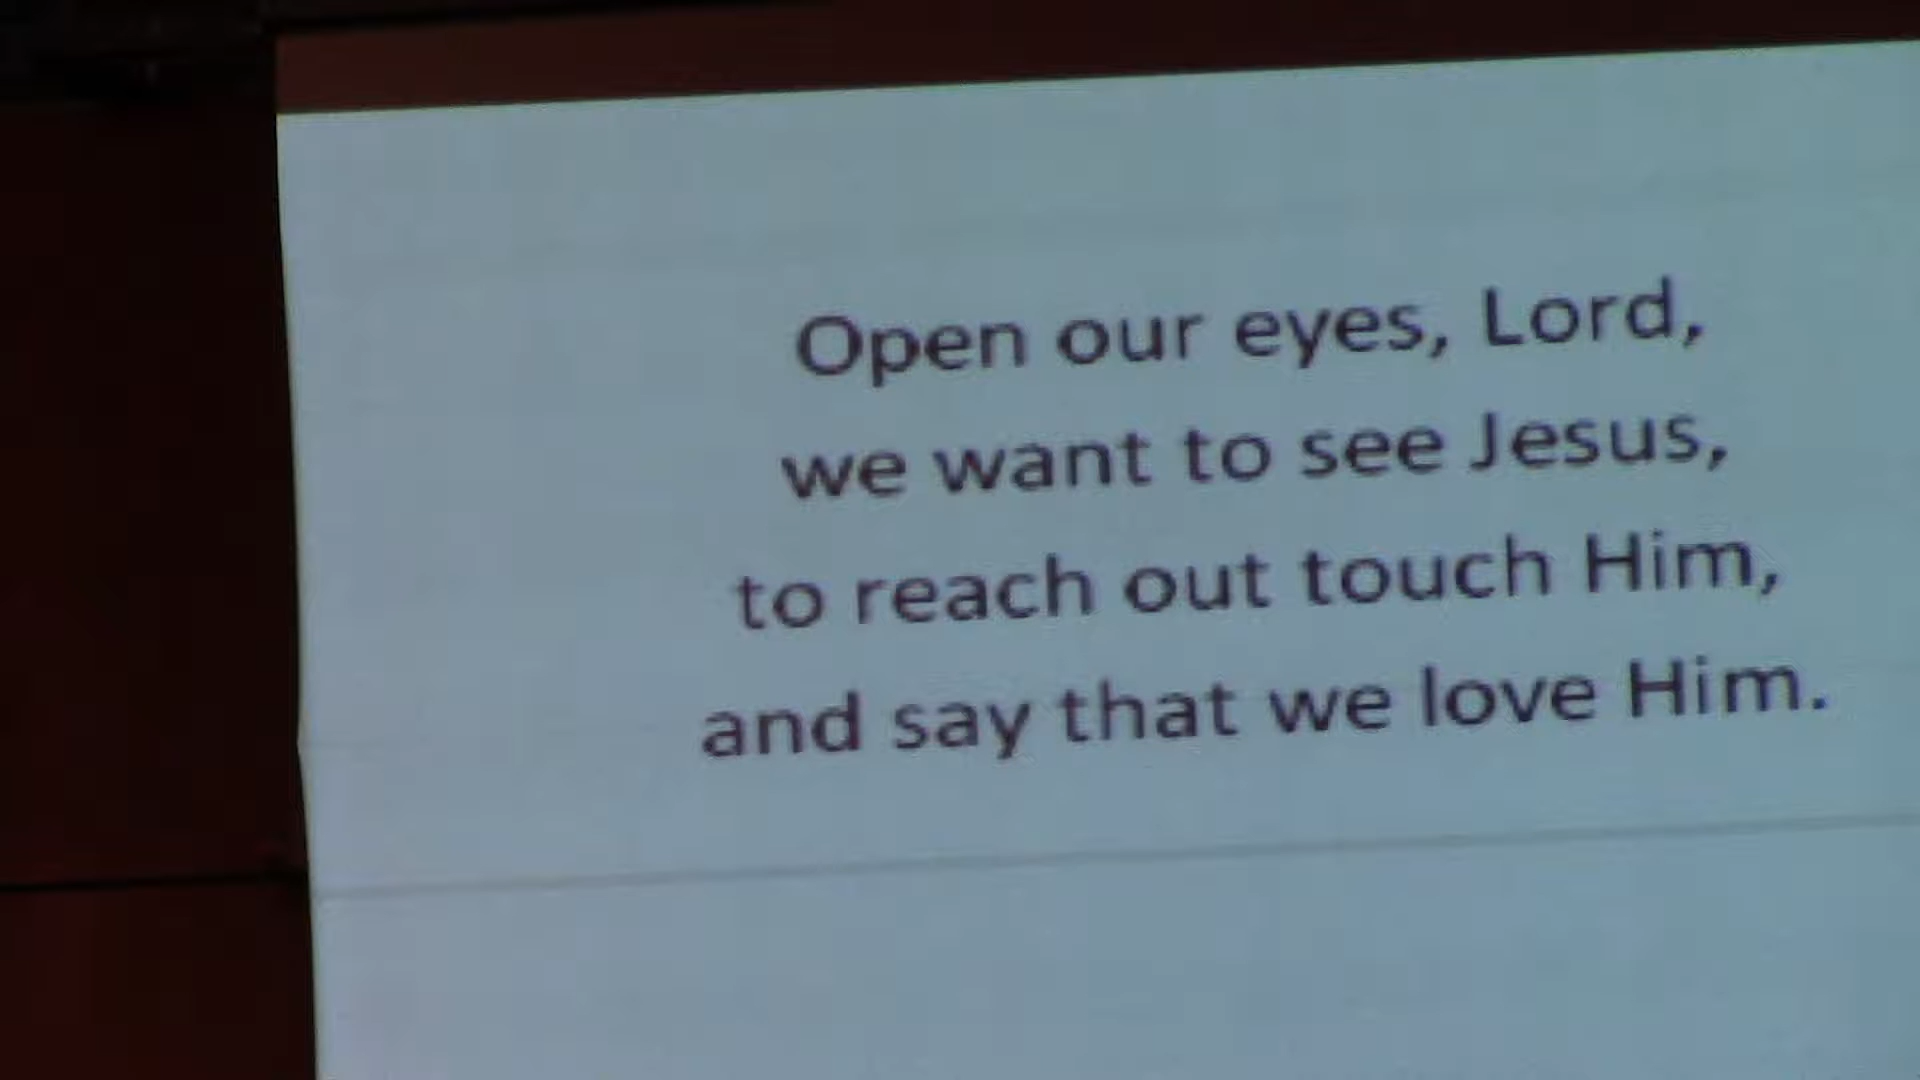 Open our eyes, Lord,
we want to see Jesus,
to reach out touch Him,
and say that we love Him.